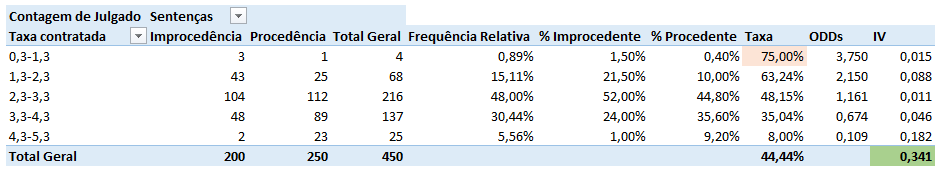 Contagem de Julgado Sentenças
Taxa contratada Improcedência Procedência Total Geral Frequência Relativa % Improcedente % Procedente Taxa ODDs IV
0,3-1,3 3 1 4 0,89% 1,50% 0,40% 75,00% 3,750 0,015
1,3-2,3 43 25 68 15,11% 21,50% 10,00% 63,24% 2,150 0,088
2,3-3,3 104 112 216 48,00% 52,00% 44,80% 48,15% 1,161 0,011
3,3-4,3 48 89 137 30,44% 24,00% 35,60% 35,04% 0,674 0,046
4,3-5,3 2 23 25 5,56% 1,00% 9,20% 8,00% 0,109 0,182
Total Geral 200 250 450 44,44% 0,341